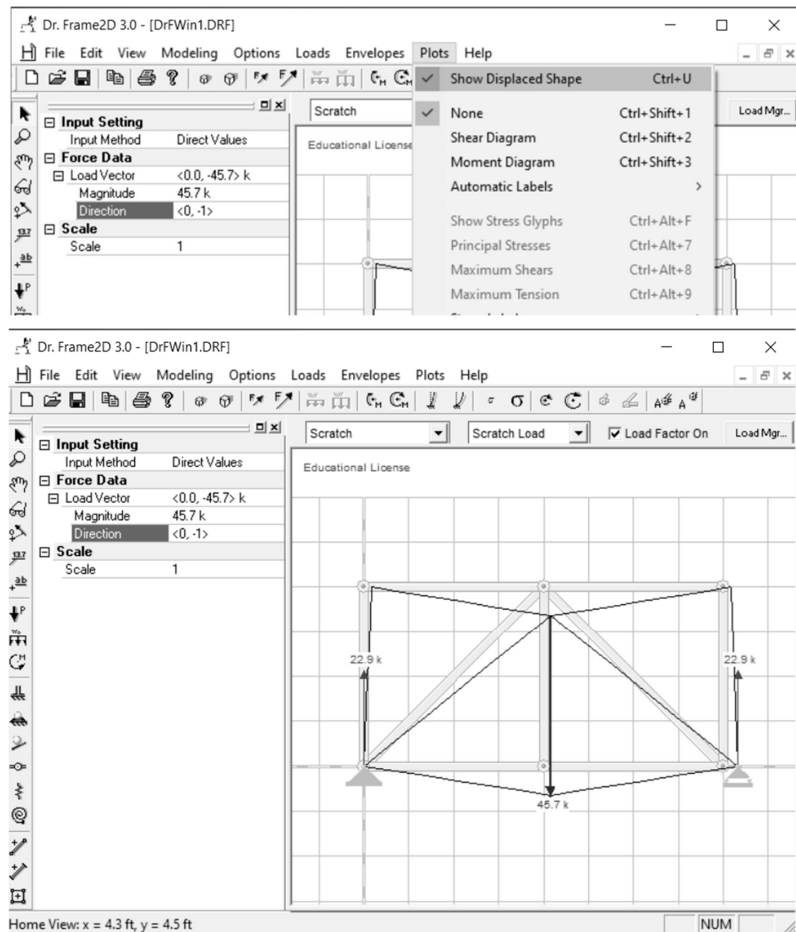 Dr. Frame2D 3.0 - [DrFWin1.DRF]
File Edit View Modeling Options Loads Envelopes Plots Help
Show Displaced Shape Ctrl+U
Input Setting
Input Method Direct Values
Force Data
Load Vector <0.0, -45.7> k
Magnitude 45.7 k
Direction <0, -1>
Scale
Scale 1
Scratch
Load Mgr...
Educational License
None Ctrl+Shift+1
Shear Diagram Ctrl+Shift+2
Moment Diagram Ctrl+Shift+3
Automatic Labels
Show Stress Glyphs Ctrl+Alt+F
Principal Stresses Ctrl+Alt+7
Maximum Shears Ctrl+Alt+8
Maximum Tension Ctrl+Alt+9
Dr. Frame2D 3.0 - [DrFWin1.DRF]
File Edit View Modeling Options Loads Envelopes Plots Help
Input Setting
Input Method Direct Values
Force Data
Load Vector <0.0, -45.7> k
Magnitude 45.7 k
Direction <0, -1>
Scale
Scale 1
Scratch Scratch Load Load Factor On Load Mgr...
Educational License
22.9 k 22.9 k
45.7 k
Home View: x = 4.3 ft, y = 4.5 ft NUM